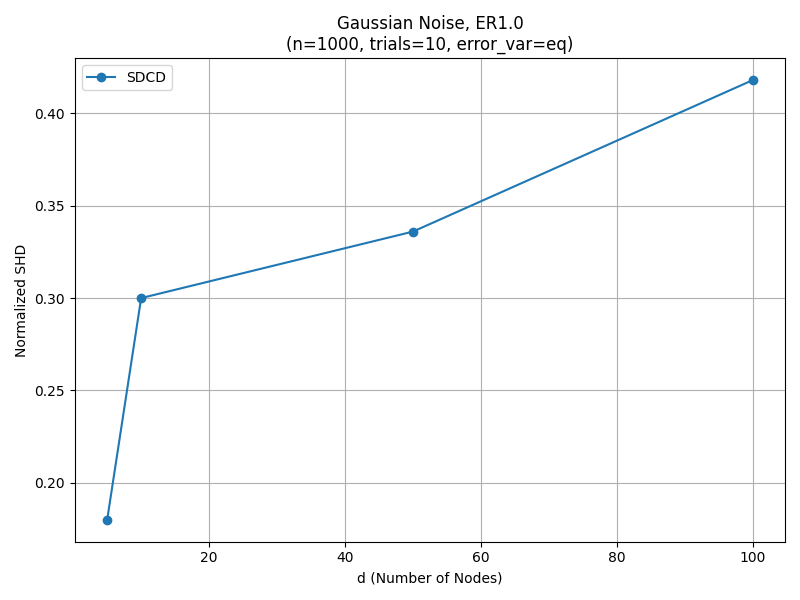 Gaussian Noise, ER1.0
(n=1000, trials=10, error_var=eq)
SDCD
Normalized SHD
0.40
0.35
0.30
0.25
0.20
20 40 60 80 100
d (Number of Nodes)